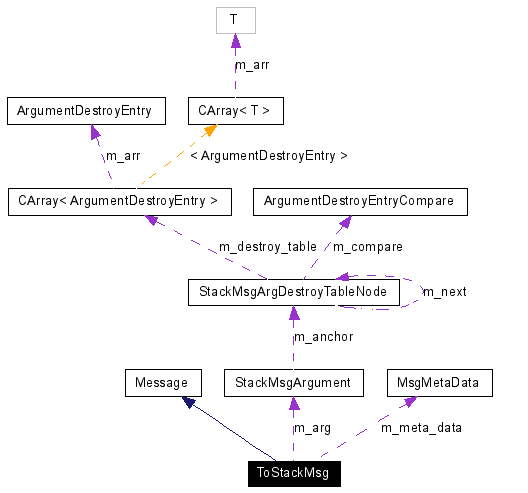 T
m_arr
ArgumentDestroyEntry
CArray< T >
m_arr
< ArgumentDestroyEntry >
CArray< ArgumentDestroyEntry >
ArgumentDestroyEntryCompare
m_destroy_table
m_compare
StackMsgArgDestroyTableNode
m_next
m_anchor
Message
StackMsgArgument
MsgMetaData
m_arg
m_meta_data
ToStackMsg